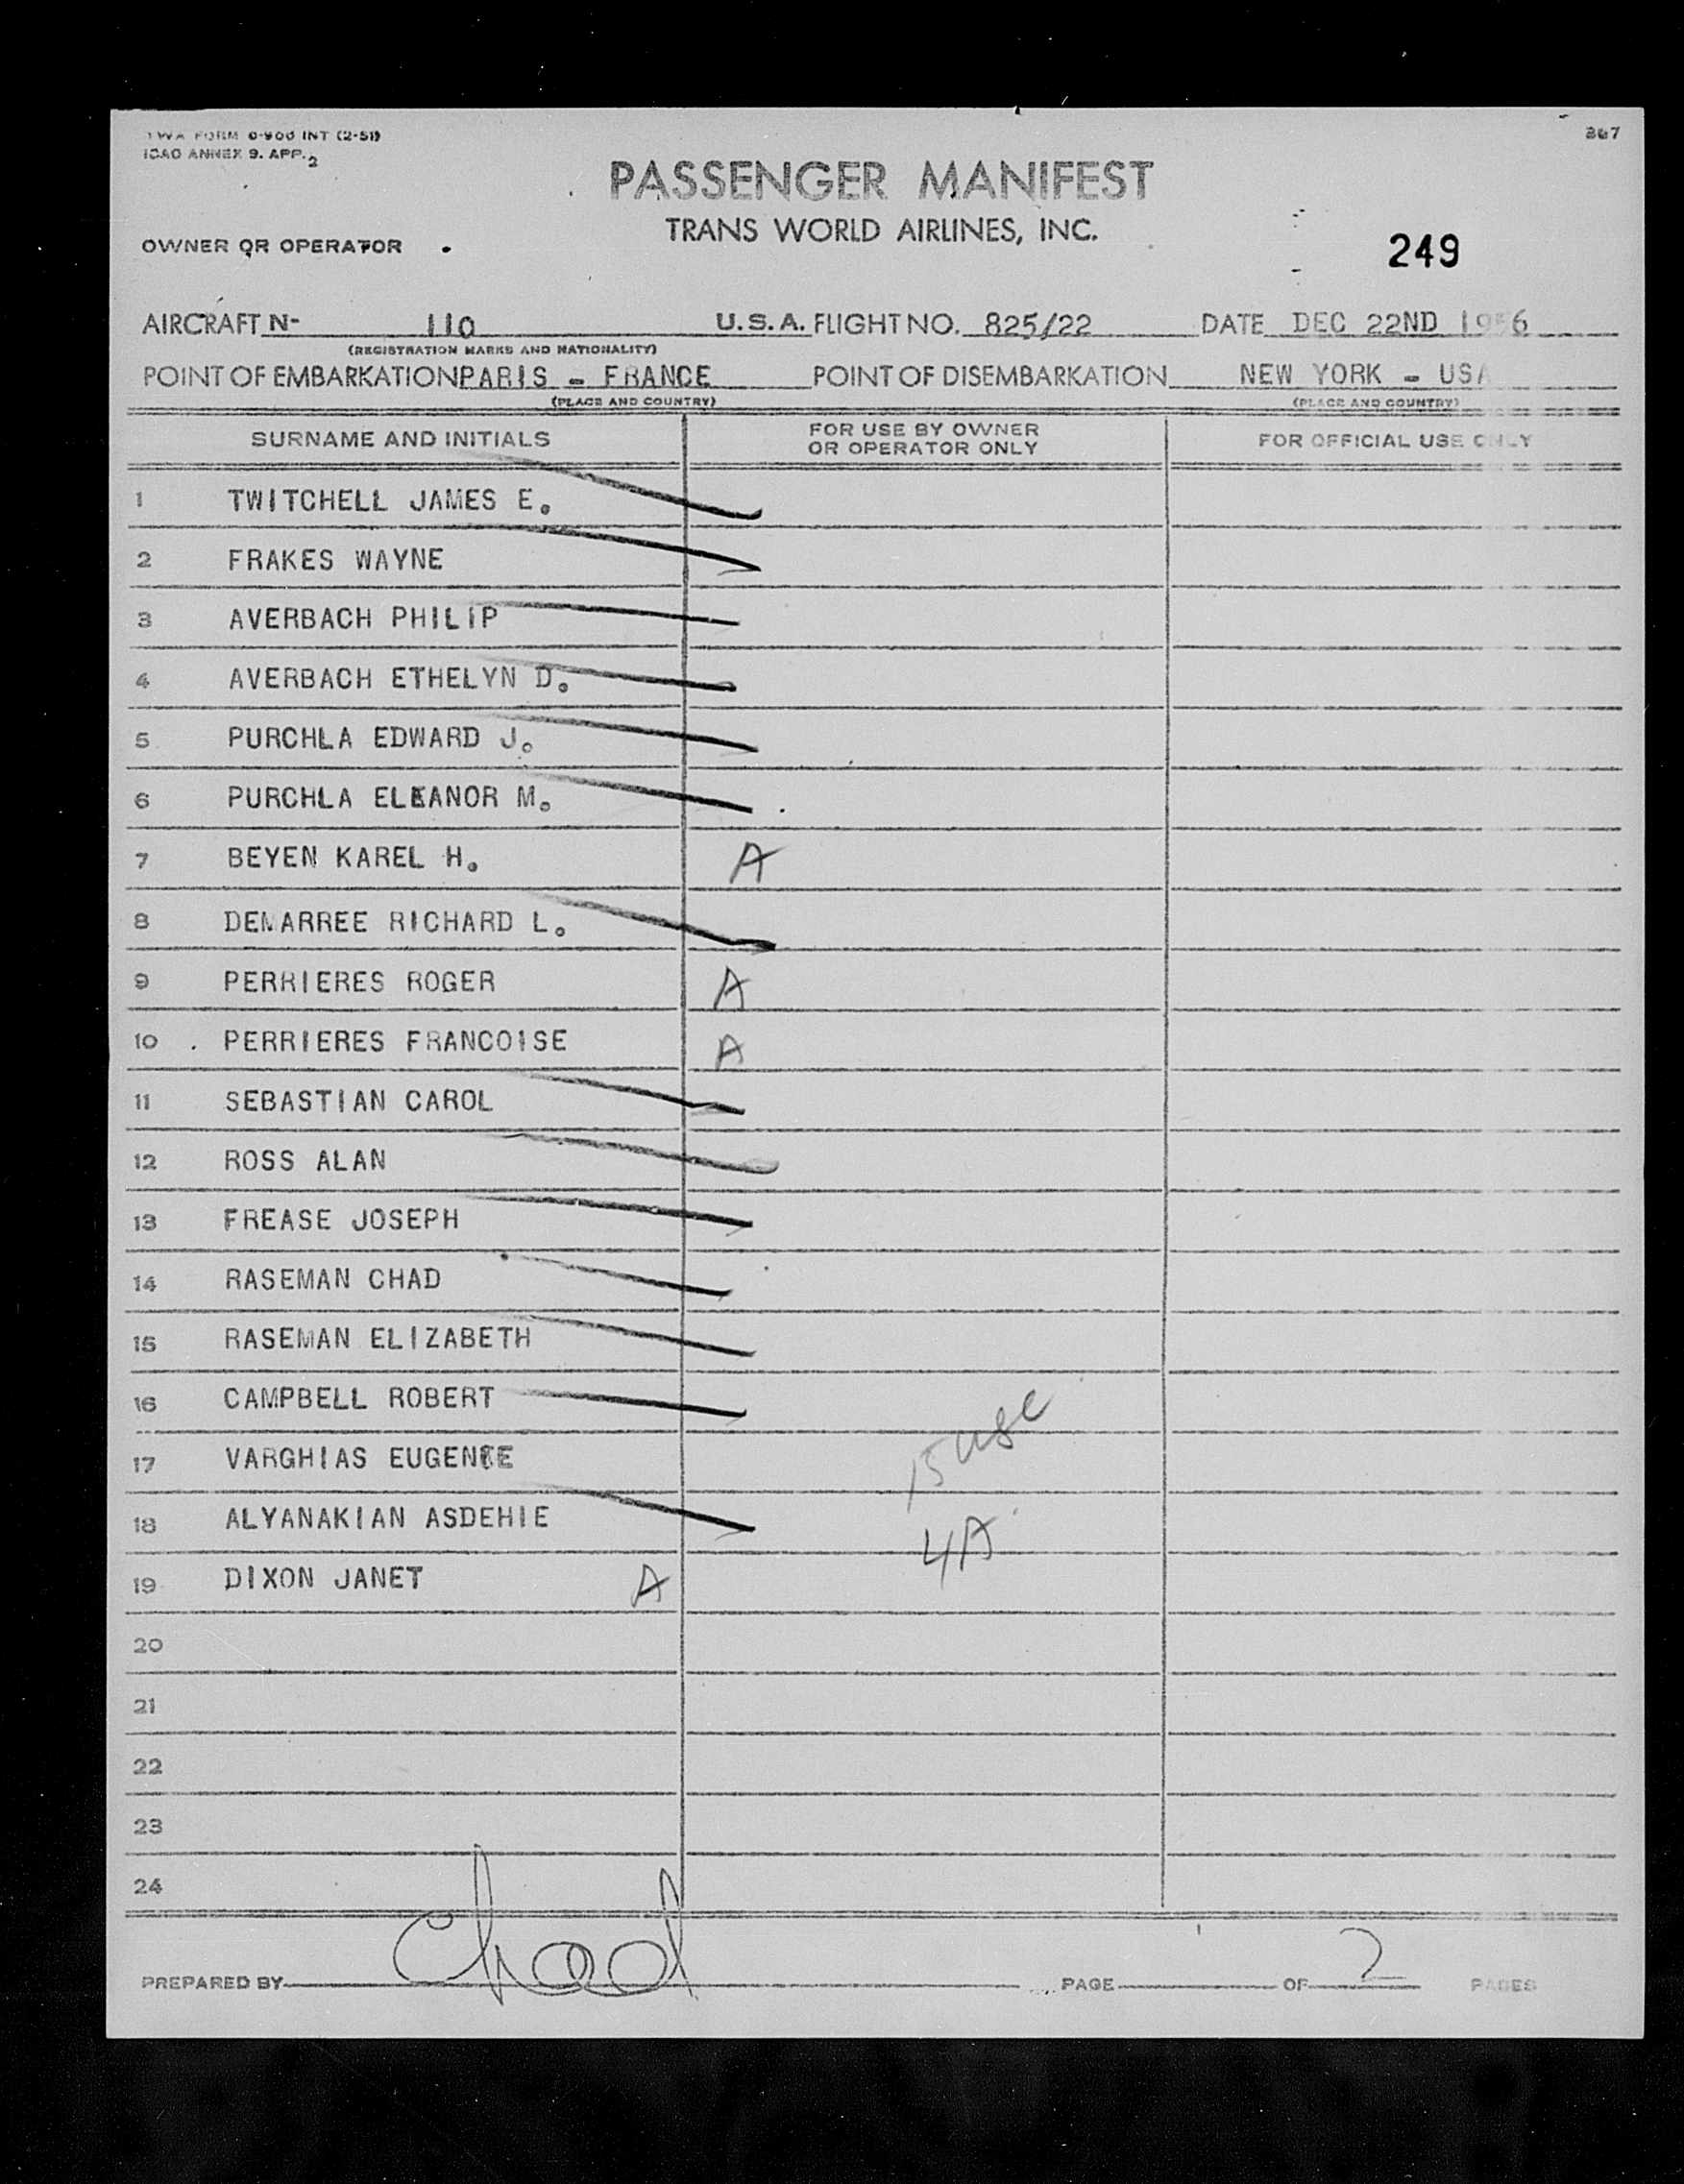 TWA FORM 0-900 INT (2-51) 367
ICAO ANNEX 9. APP. 2
PASSENGER MANIFEST
TRANS WORLD AIRLINES, INC.
OWNER OR OPERATOR 249
AIRCRAFT N- 110 U.S.A. FLIGHT NO. 825/22 DATE DEC 22ND 1956
(REGISTRATION MARKS AND NATIONALITY)
POINT OF EMBARKATION PARIS - FRANCE POINT OF DISEMBARKATION NEW YORK - USA
(PLACE AND COUNTRY) (PLACE AND COUNTRY)
SURNAME AND INITIALS FOR USE BY OWNER OR OPERATOR ONLY FOR OFFICIAL USE ONLY
1 TWITCHELL JAMES E.
2 FRAKES WAYNE
3 AVERBACH PHILIP
4 AVERBACH ETHELYN D.
5 PURCHLA EDWARD J.
6 PURCHLA ELEANOR M.
7 BEYEN KAREL H. A
8 DEMARREE RICHARD L.
9 PERRIERES ROGER A
10 PERRIERES FRANCOISE A
11 SEBASTIAN CAROL
12 ROSS ALAN
13 FREASE JOSEPH
14 RASEMAN CHAD
15 RASEMAN ELIZABETH
16 CAMPBELL ROBERT
17 VARGHIAS EUGENIE 15 USC
18 ALYANAKIAN ASDEHIE 4A
19 DIXON JANET A
20
21
22
23
24
PREPARED BY PAGE OF 2 PAGES